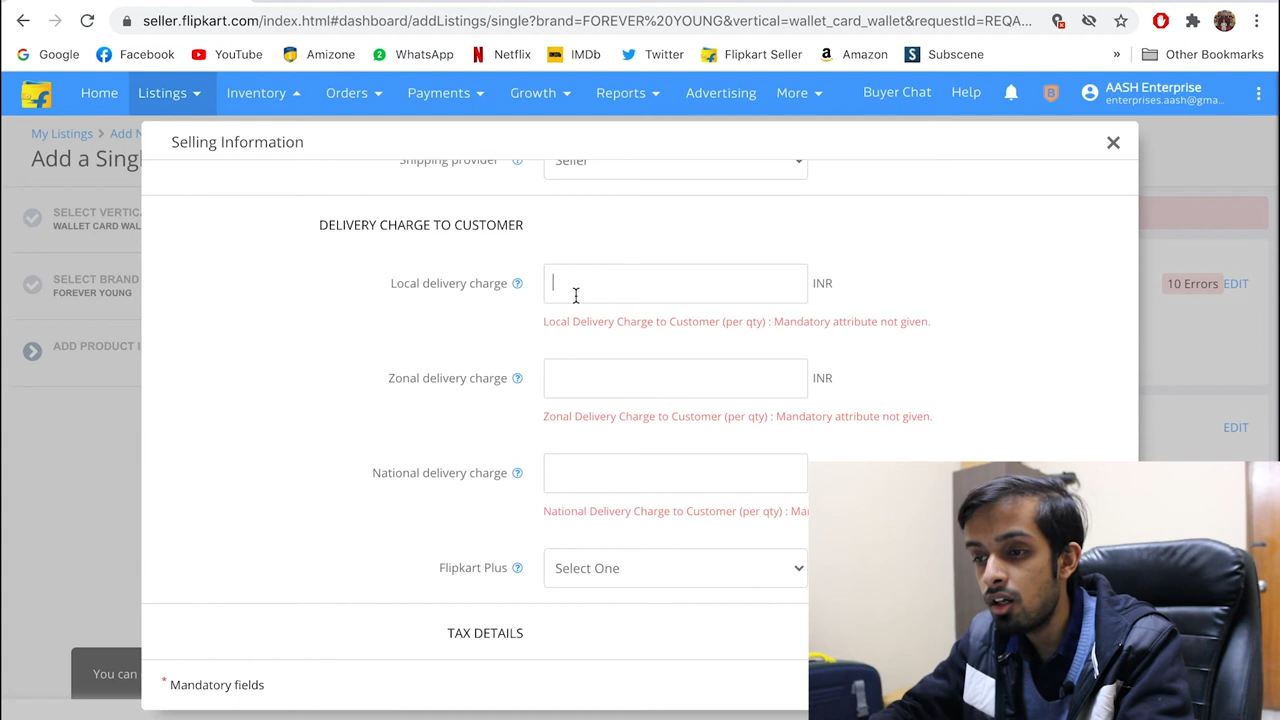 seller.flipkart.com/index.html#dashboard/addListings/single?brand=FOREVER%20YOUNG&vertical=wallet_card_wallet&requestId=REQA...
Google Facebook YouTube Amizone WhatsApp Netflix IMDb Twitter Flipkart Seller Amazon Subscene » Other Bookmarks
Home Listings Inventory Orders Payments Growth Reports Advertising More Buyer Chat Help AASH Enterprise
enterprises.aash@gma...
My Listings > Add N
Add a Singl
Selling Information
Shipping provider Seller
SELECT VERTICA
WALLET CARD WAL
DELIVERY CHARGE TO CUSTOMER
SELECT BRAND
FOREVER YOUNG
Local delivery charge INR
10 Errors EDIT
Local Delivery Charge to Customer (per qty) : Mandatory attribute not given.
ADD PRODUCT I
Zonal delivery charge INR
Zonal Delivery Charge to Customer (per qty) : Mandatory attribute not given.
EDIT
National delivery charge
National Delivery Charge to Customer (per qty) : Ma
Flipkart Plus Select One
TAX DETAILS
You can
* Mandatory fields